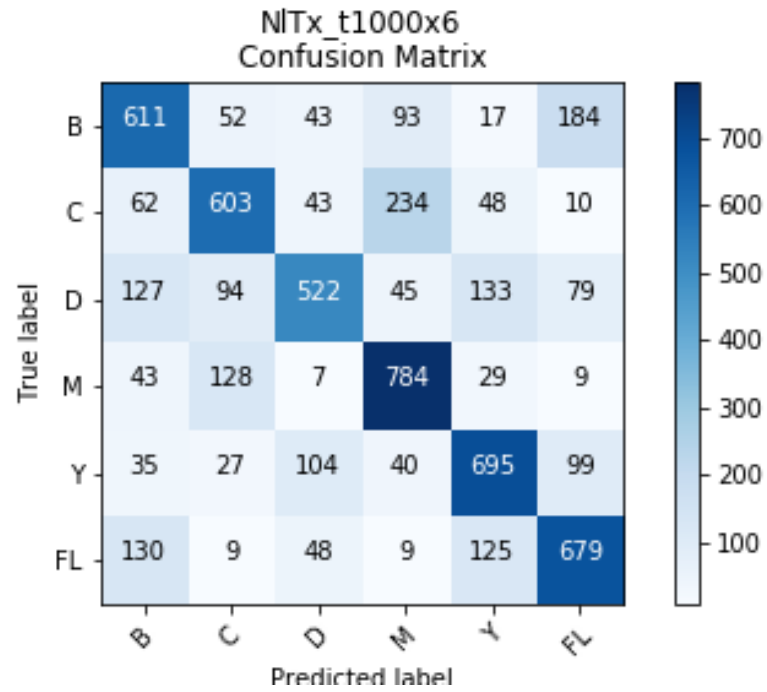 NlTx_t1000x6
Confusion Matrix
B 611 52 43 93 17 184
700
C 62 603 43 234 48 10
600
500
D 127 94 522 45 133 79
400
M 43 128 7 784 29 9
300
Y 35 27 104 40 695 99
200
FL 130 9 48 9 125 679
100
True label
B C D M Y FL
Predicted label